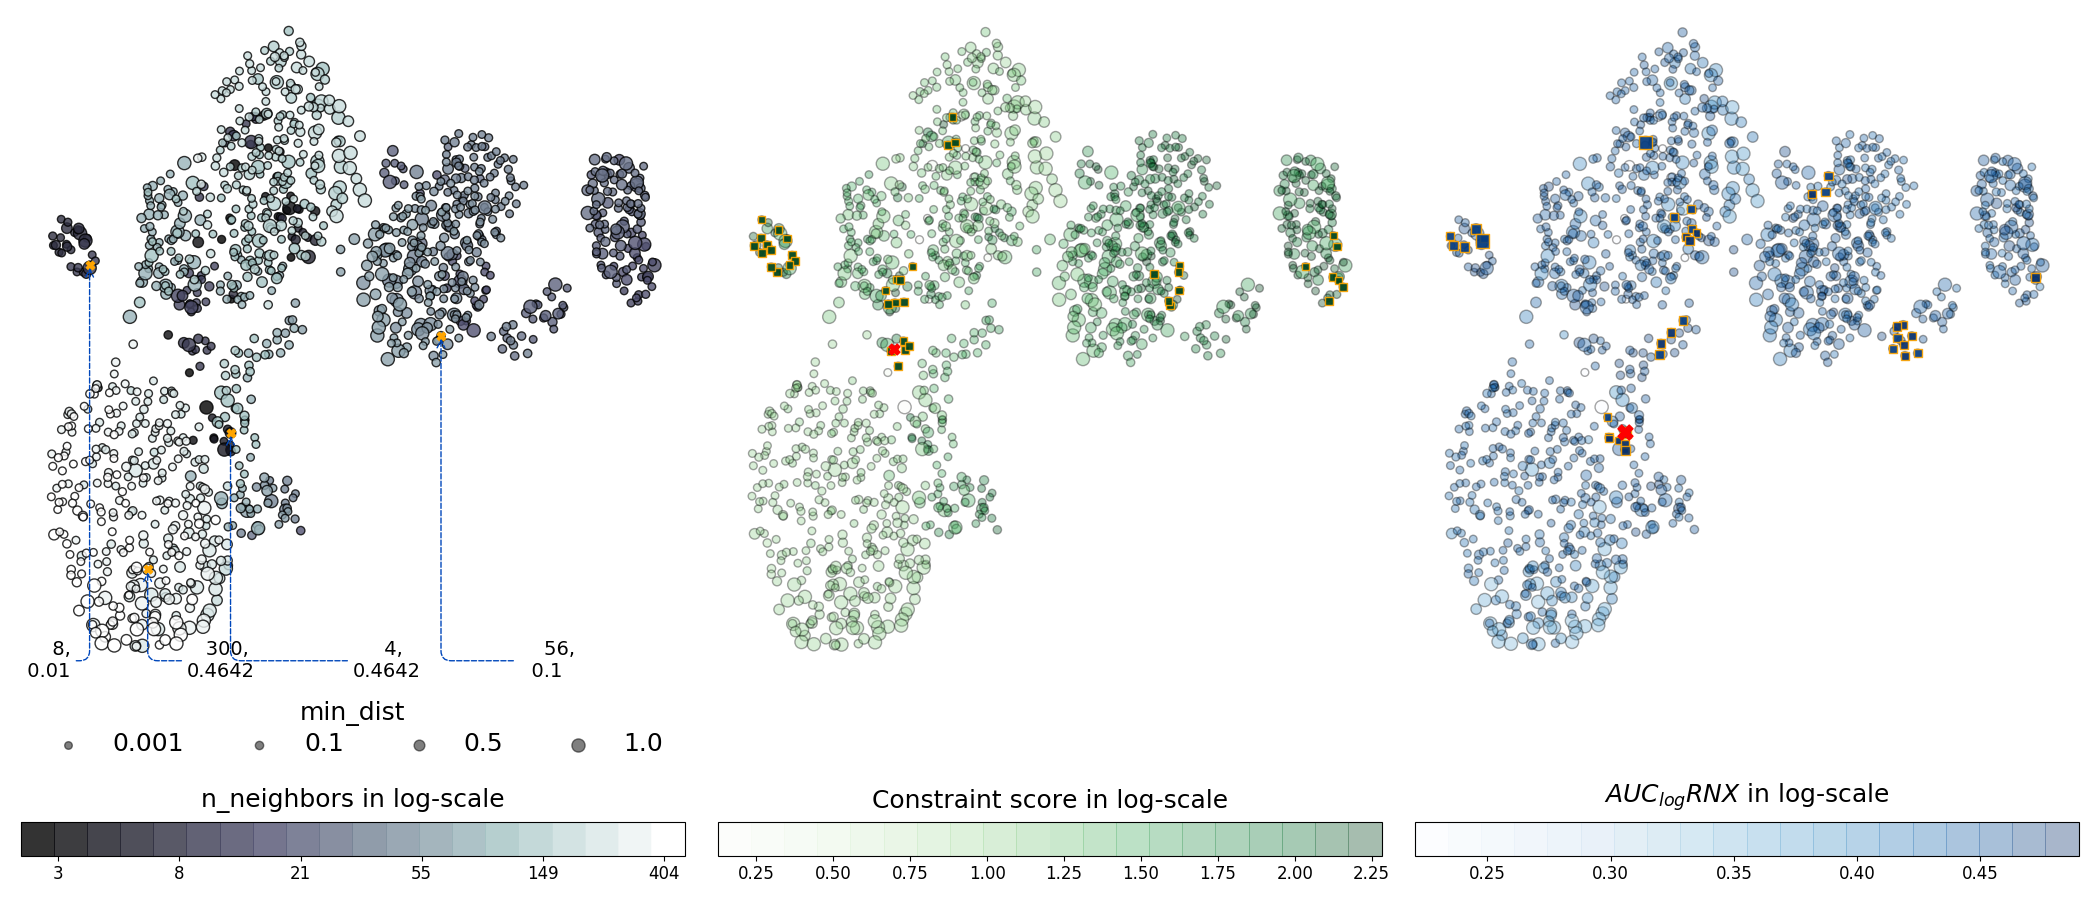 8,
0.01
300,
0.4642
4,
0.4642
56,
0.1
min_dist
0.001 0.1 0.5 1.0
n_neighbors in log-scale
3 8 21 55 149 404
Constraint score in log-scale
0.25 0.50 0.75 1.00 1.25 1.50 1.75 2.00 2.25
AUC_{log}RNX in log-scale
0.25 0.30 0.35 0.40 0.45